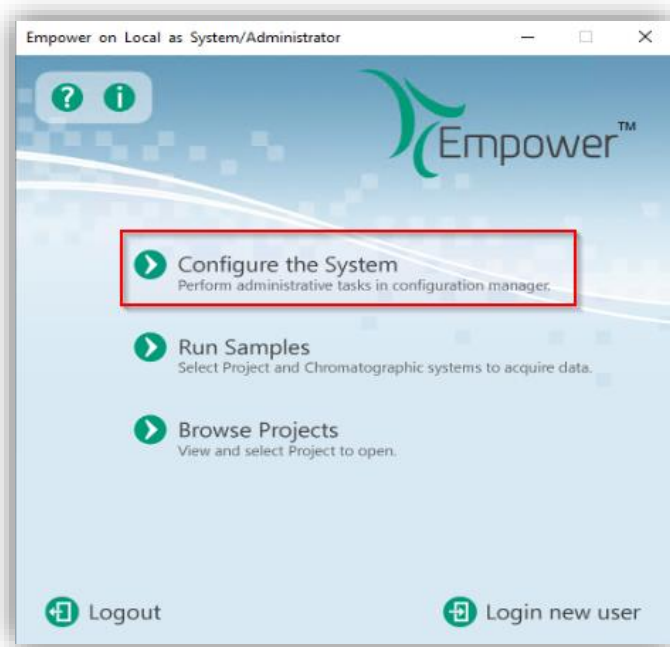 Empower on Local as System/Administrator
? i
Empower™
Configure the System
Perform administrative tasks in configuration manager.
Run Samples
Select Project and Chromatographic systems to acquire data.
Browse Projects
View and select Project to open.
Logout
Login new user